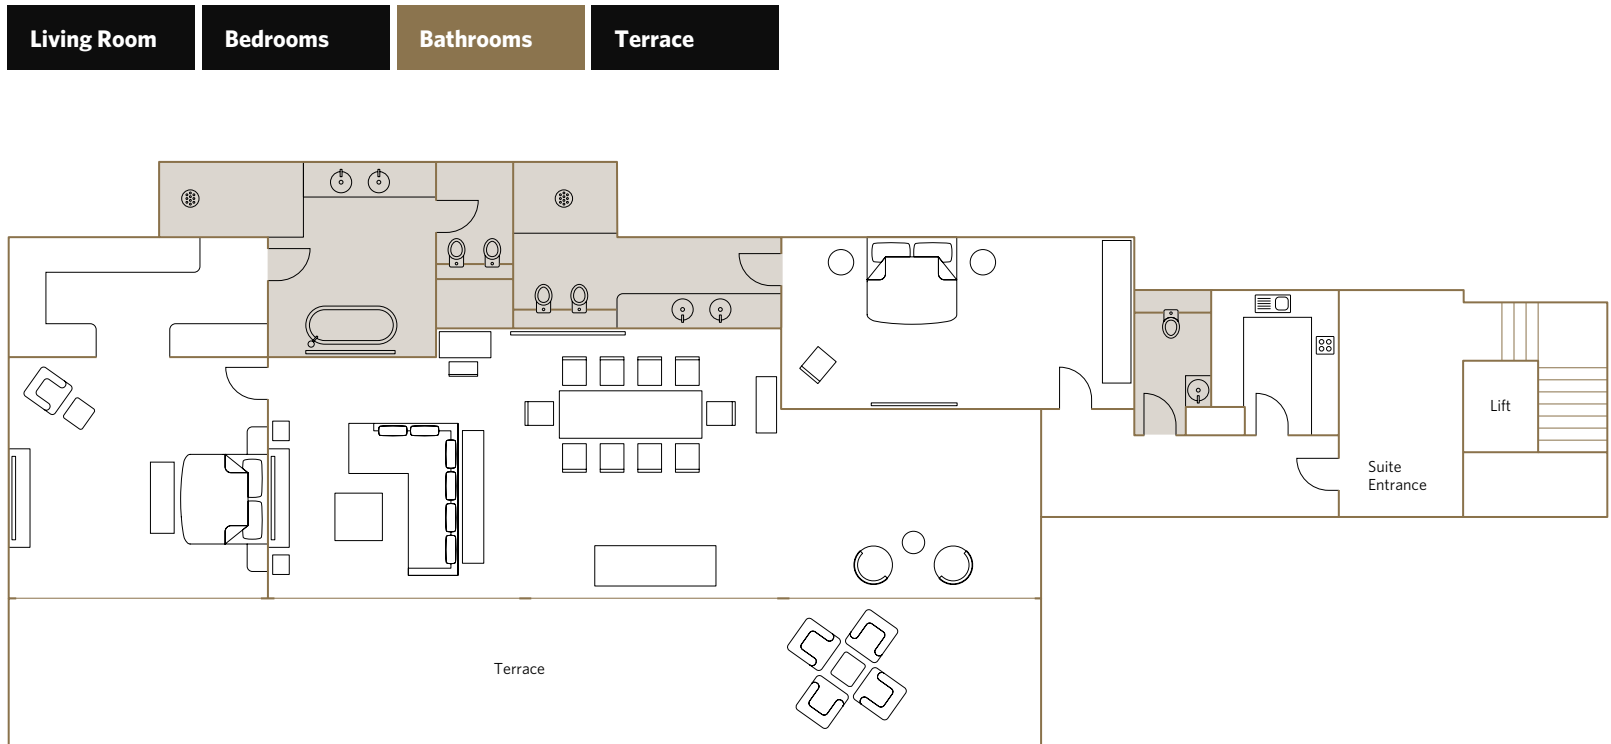 Living Room
Bedrooms
Bathrooms
Terrace
Lift
Suite
Entrance
Terrace